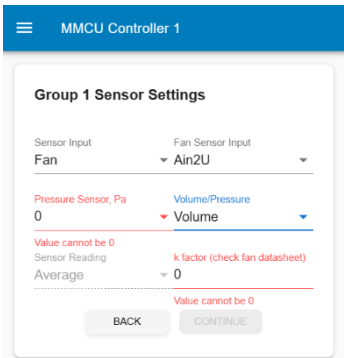 MMCU Controller 1
Group 1 Sensor Settings
Sensor Input Fan Sensor Input
Fan Ain2U
Pressure Sensor, Pa Volume/Pressure
0 Volume
Value cannot be 0
Sensor Reading k factor (check fan datasheet)
Average 0
Value cannot be 0
BACK CONTINUE